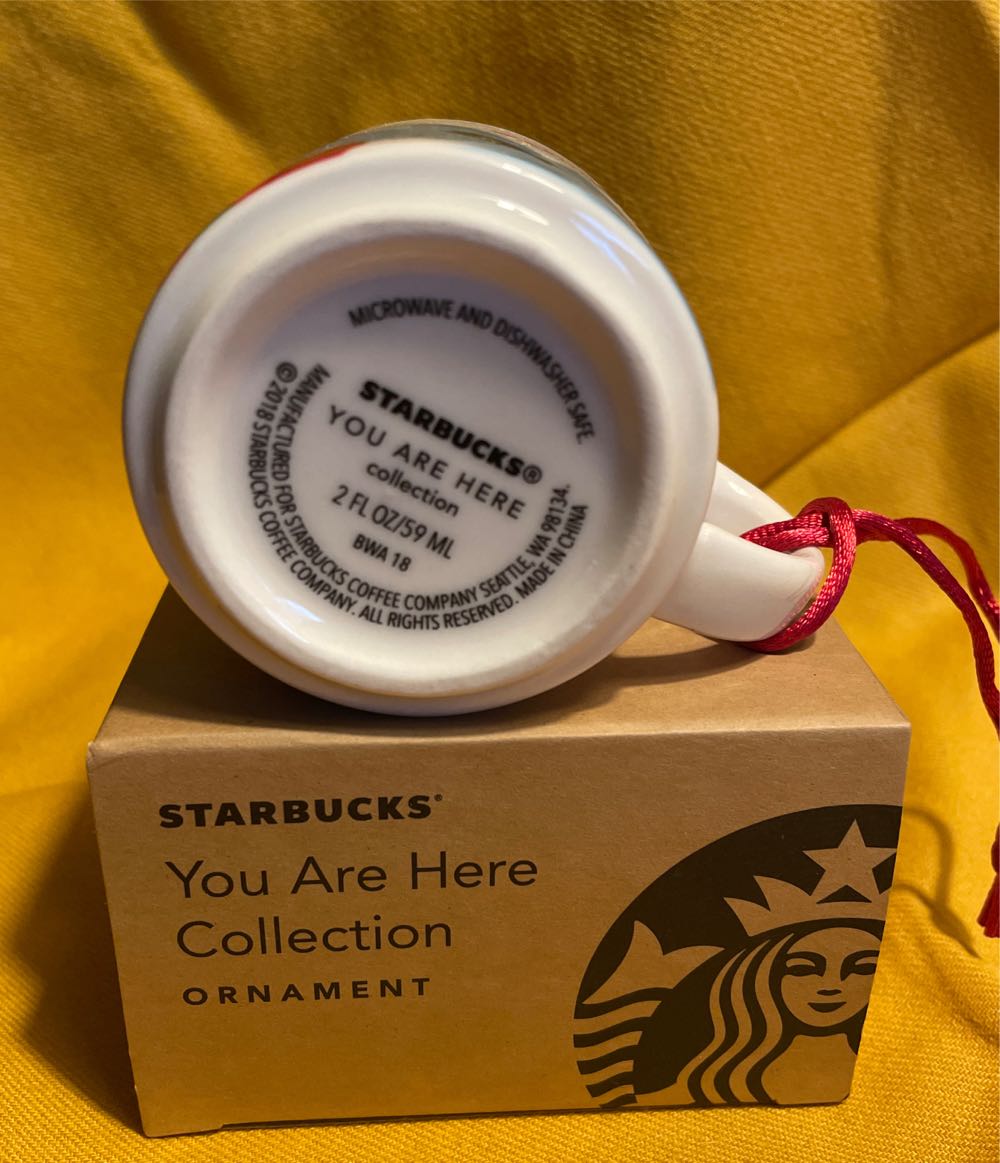 MICROWAVE AND DISHWASHER SAFE.
STARBUCKS®
YOU ARE HERE
collection
2 FL OZ/59 ML
BWA 18
MANUFACTURED FOR STARBUCKS COFFEE COMPANY SEATTLE, WA 98134.
©2018 STARBUCKS COFFEE COMPANY. ALL RIGHTS RESERVED. MADE IN CHINA
STARBUCKS®
You Are Here
Collection
ORNAMENT